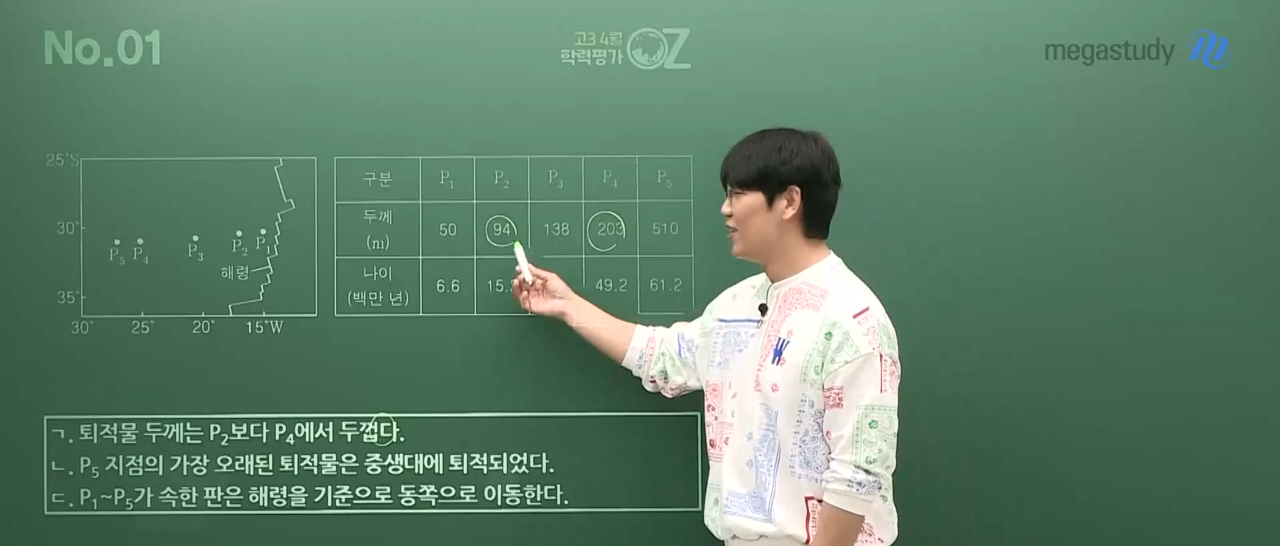 No.01
고3 4월
학력평가 OZ
megastudy
25°S
30°
35°
30° 25° 20° 15°W
P5 P4 P3 P2 P1
해령
구분 P1 P2 P3 P4 P5
두께 (m) 50 94 138 203 510
나이 (백만 년) 6.6 15. 49.2 61.2
W
ㄱ. 퇴적물 두께는 P2보다 P4에서 두껍다.
ㄴ. P5 지점의 가장 오래된 퇴적물은 중생대에 퇴적되었다.
ㄷ. P1~P5가 속한 판은 해령을 기준으로 동쪽으로 이동한다.